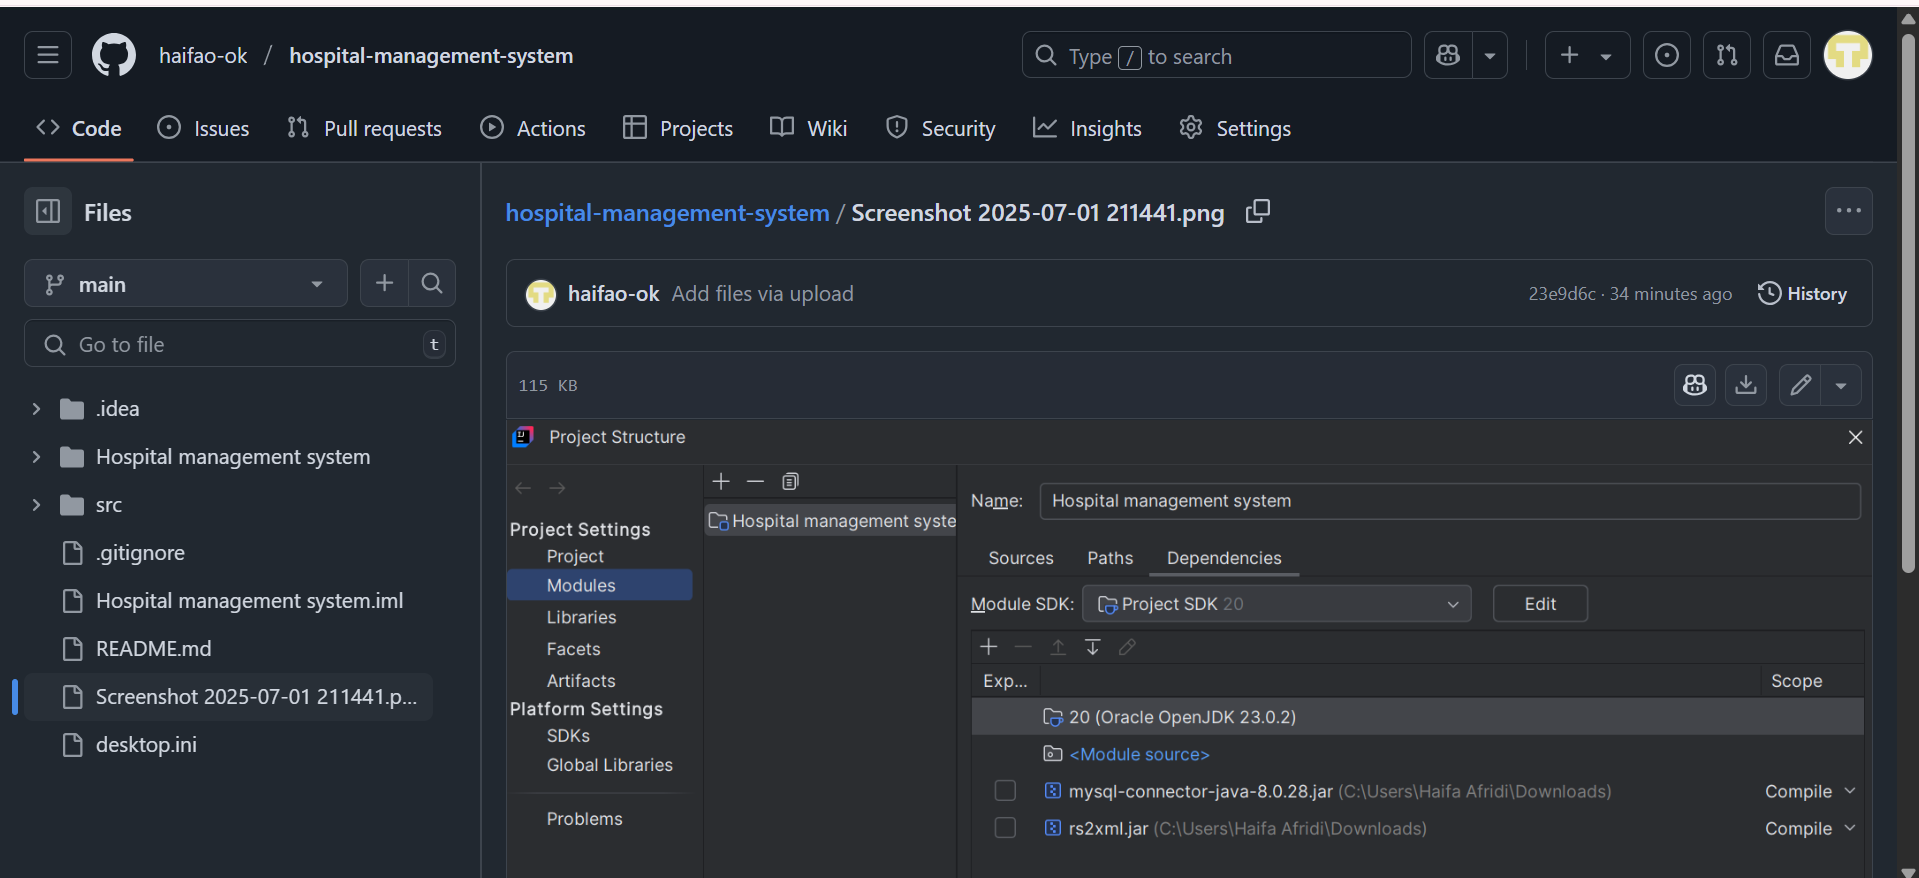 haifao-ok / hospital-management-system
Type / to search
Code
Issues
Pull requests
Actions
Projects
Wiki
Security
Insights
Settings
Files
main
Go to file
t
.idea
Hospital management system
src
.gitignore
Hospital management system.iml
README.md
Screenshot 2025-07-01 211441.p...
desktop.ini
hospital-management-system / Screenshot 2025-07-01 211441.png
haifao-ok Add files via upload
23e9d6c · 34 minutes ago
History
115 KB
Project Structure
Project Settings
Project
Modules
Libraries
Facets
Artifacts
Platform Settings
SDKs
Global Libraries
Problems
Hospital management syste
Name: Hospital management system
Sources Paths Dependencies
Module SDK: Project SDK 20 Edit
Exp... Scope
20 (Oracle OpenJDK 23.0.2)
<Module source>
mysql-connector-java-8.0.28.jar (C:\Users\Haifa Afridi\Downloads) Compile
rs2xml.jar (C:\Users\Haifa Afridi\Downloads) Compile